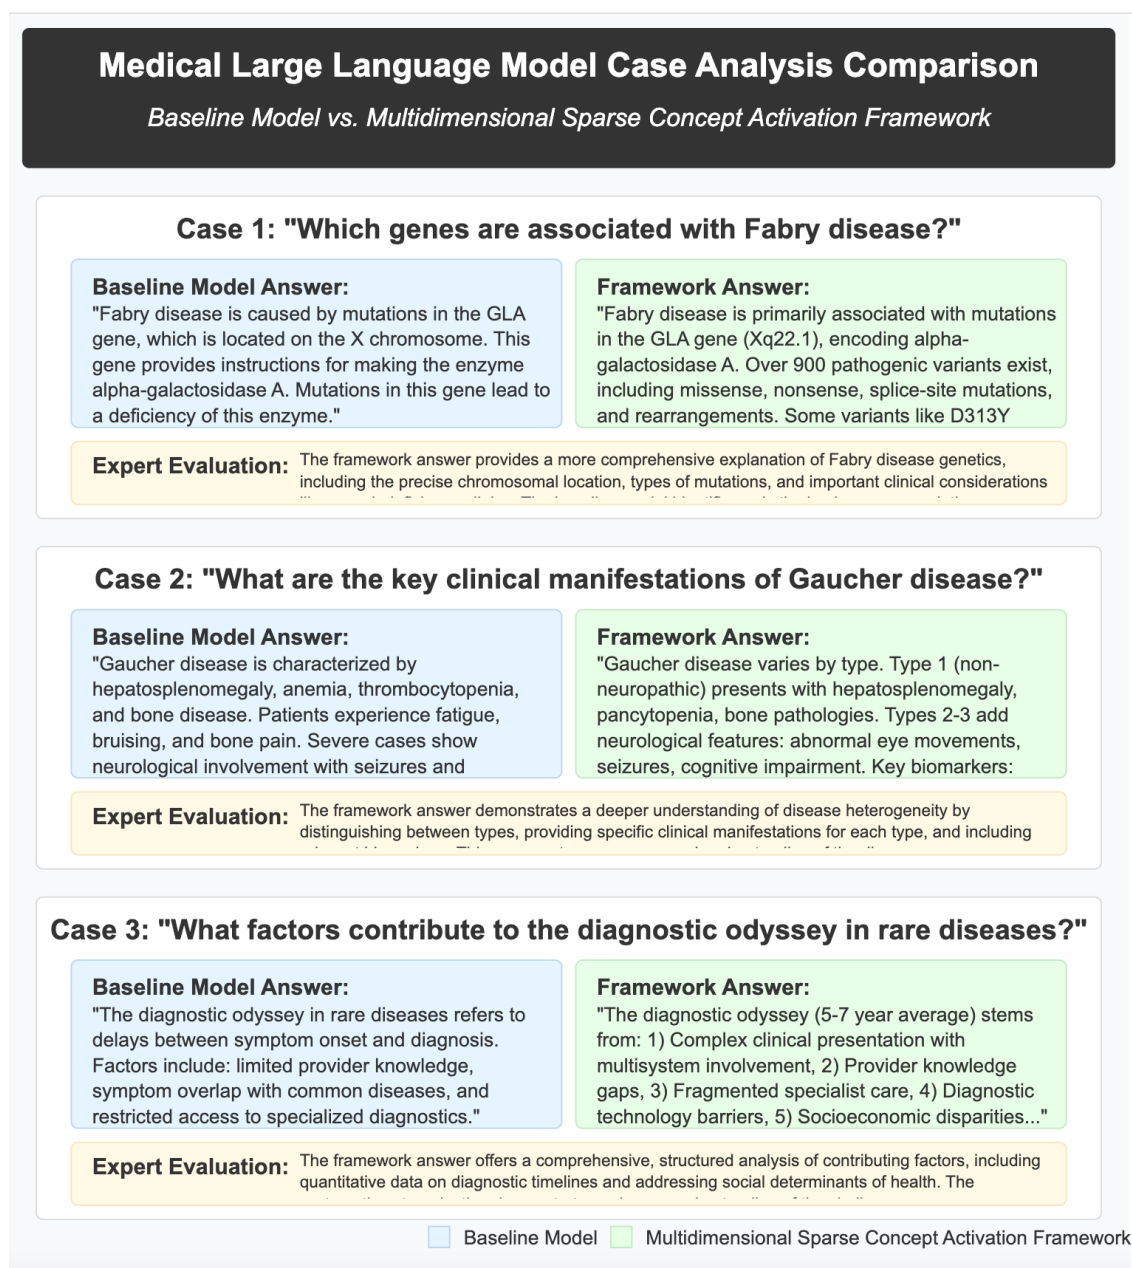 Medical Large Language Model Case Analysis Comparison
Baseline Model vs. Multidimensional Sparse Concept Activation Framework
Case 1: "Which genes are associated with Fabry disease?"
Baseline Model Answer:
"Fabry disease is caused by mutations in the GLA
gene, which is located on the X chromosome. This
gene provides instructions for making the enzyme
alpha-galactosidase A. Mutations in this gene lead to
a deficiency of this enzyme."
Framework Answer:
"Fabry disease is primarily associated with mutations
in the GLA gene (Xq22.1), encoding alpha-
galactosidase A. Over 900 pathogenic variants exist,
including missense, nonsense, splice-site mutations,
and rearrangements. Some variants like D313Y
Expert Evaluation:
The framework answer provides a more comprehensive explanation of Fabry disease genetics,
including the precise chromosomal location, types of mutations, and important clinical considerations
Case 2: "What are the key clinical manifestations of Gaucher disease?"
Baseline Model Answer:
"Gaucher disease is characterized by
hepatosplenomegaly, anemia, thrombocytopenia,
and bone disease. Patients experience fatigue,
bruising, and bone pain. Severe cases show
neurological involvement with seizures and
Framework Answer:
"Gaucher disease varies by type. Type 1 (non-
neuropathic) presents with hepatosplenomegaly,
pancytopenia, bone pathologies. Types 2-3 add
neurological features: abnormal eye movements,
seizures, cognitive impairment. Key biomarkers:
Expert Evaluation:
The framework answer demonstrates a deeper understanding of disease heterogeneity by
distinguishing between types, providing specific clinical manifestations for each type, and including
Case 3: "What factors contribute to the diagnostic odyssey in rare diseases?"
Baseline Model Answer:
"The diagnostic odyssey in rare diseases refers to
delays between symptom onset and diagnosis.
Factors include: limited provider knowledge,
symptom overlap with common diseases, and
restricted access to specialized diagnostics."
Framework Answer:
"The diagnostic odyssey (5-7 year average) stems
from: 1) Complex clinical presentation with
multisystem involvement, 2) Provider knowledge
gaps, 3) Fragmented specialist care, 4) Diagnostic
technology barriers, 5) Socioeconomic disparities..."
Expert Evaluation:
The framework answer offers a comprehensive, structured analysis of contributing factors, including
quantitative data on diagnostic timelines and addressing social determinants of health. The
Baseline Model
Multidimensional Sparse Concept Activation Framework